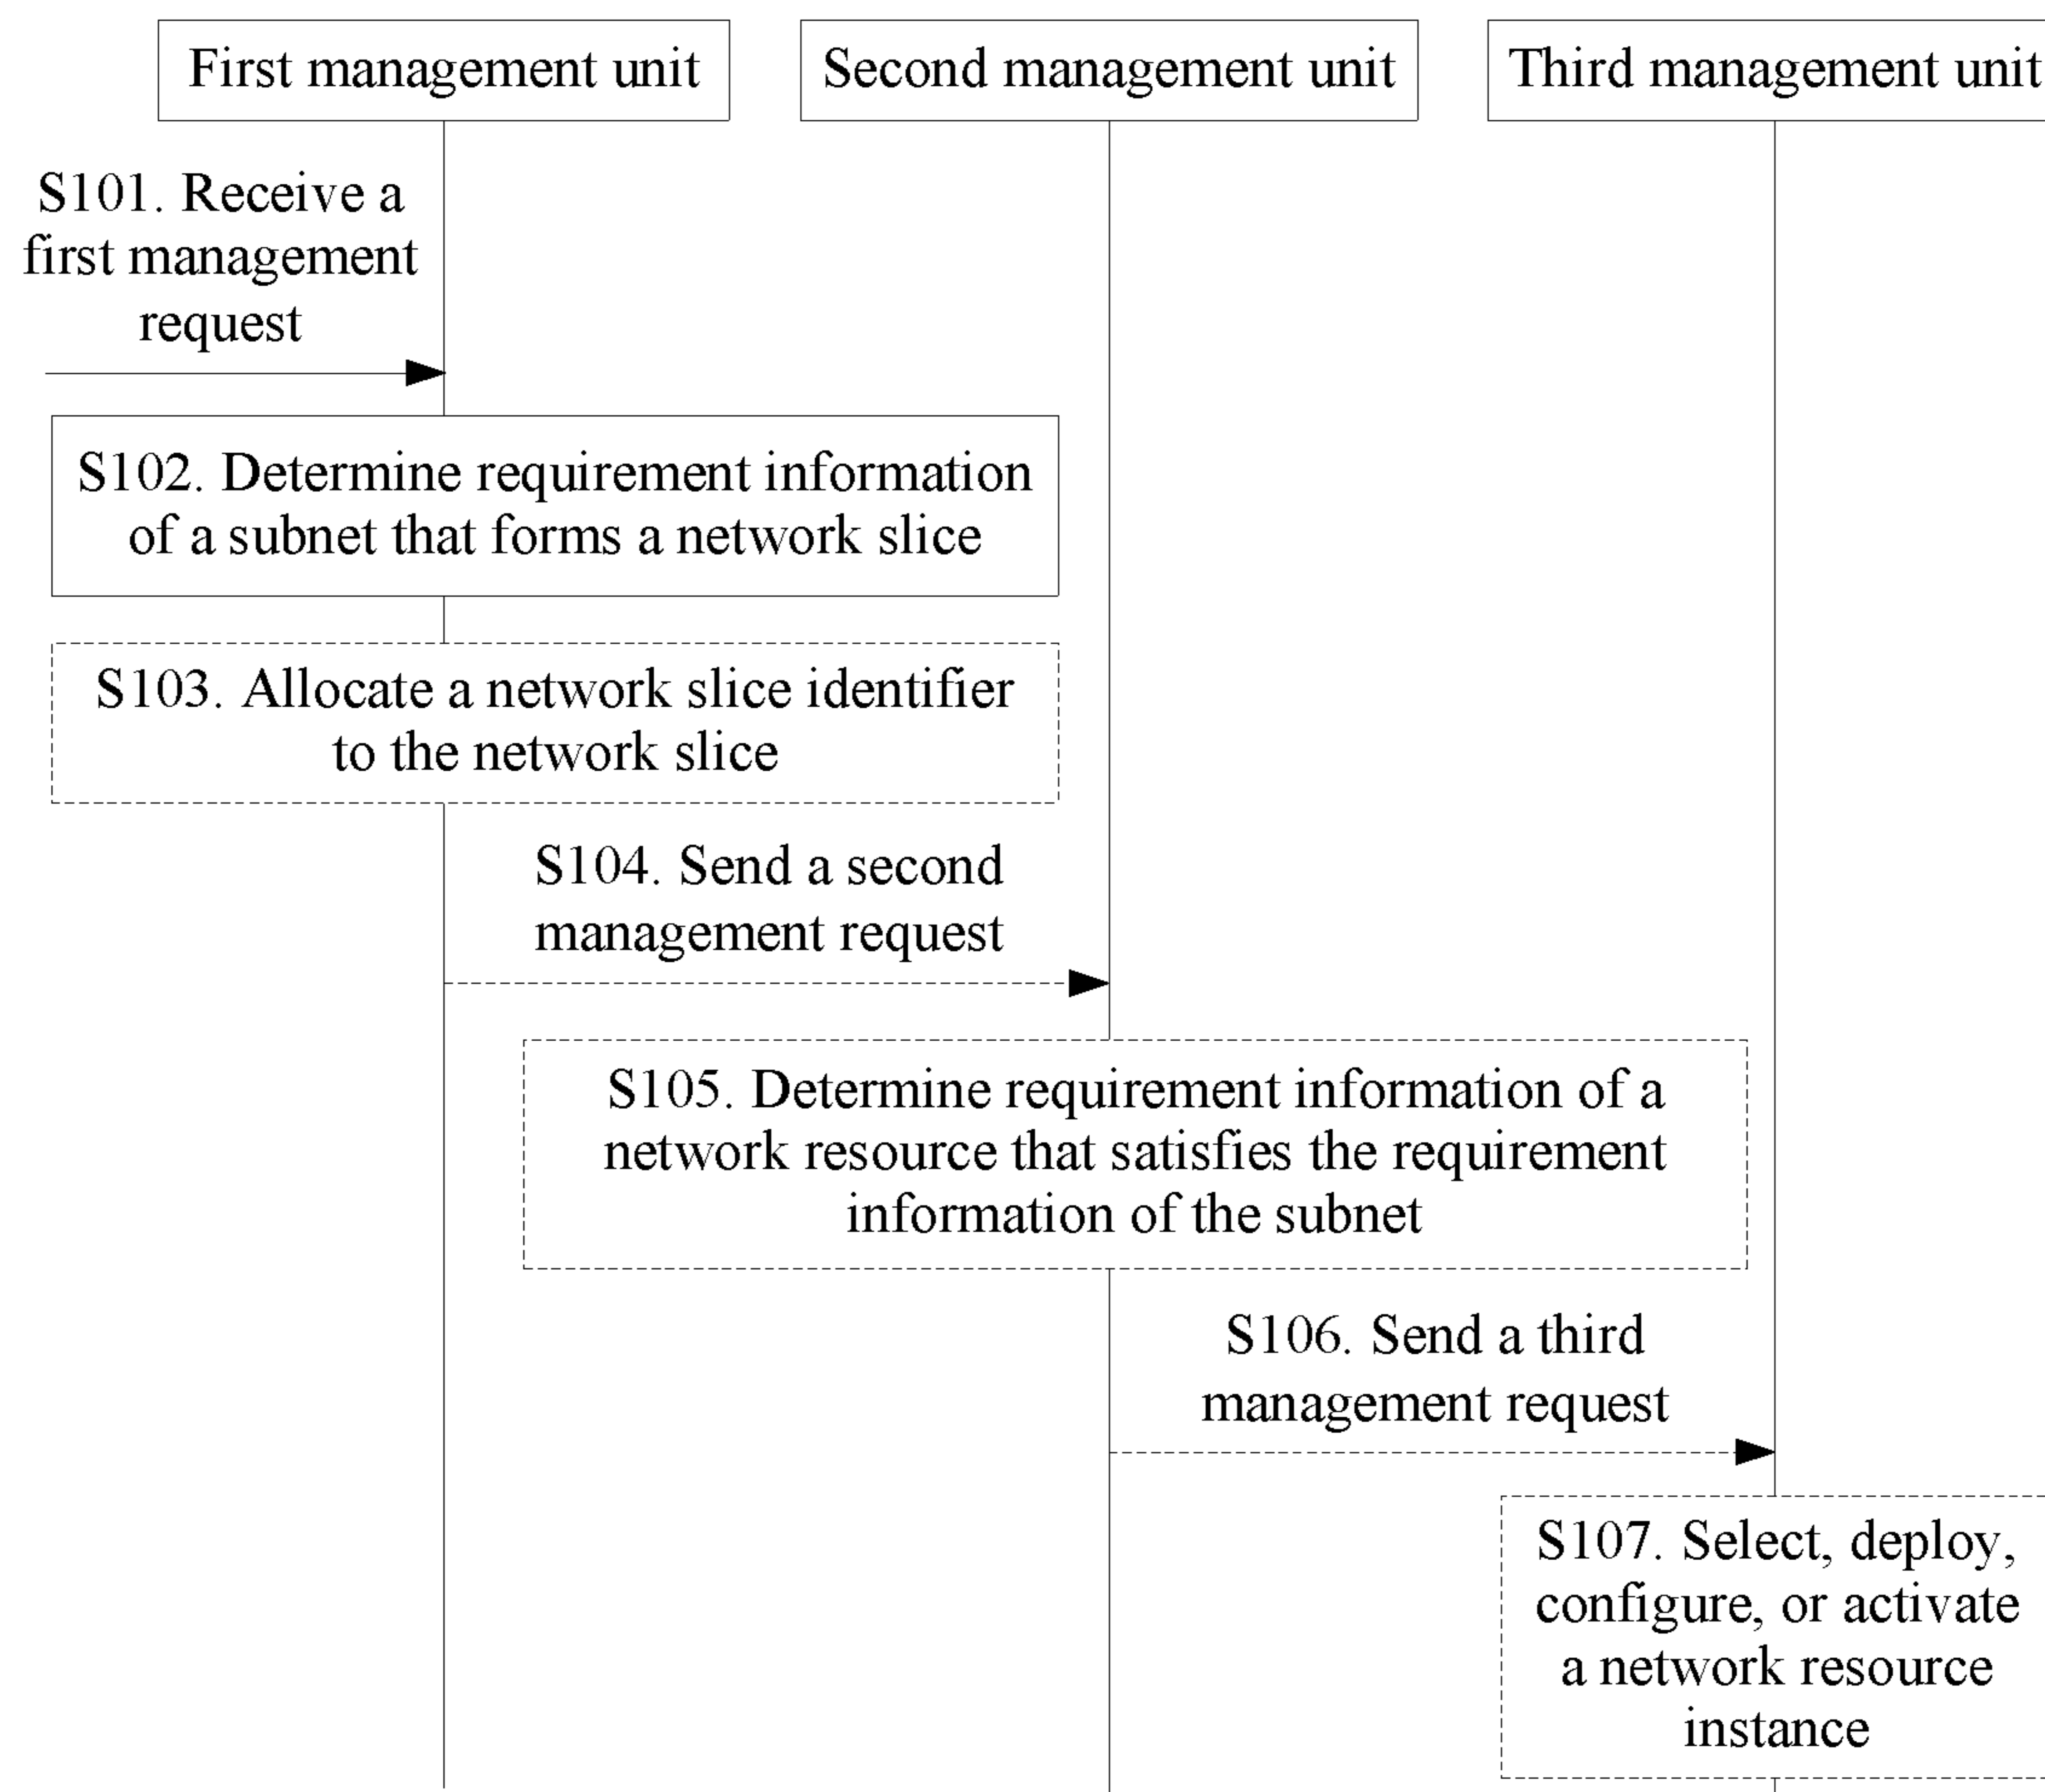 First management unit
Second management unit
Third management unit
S101. Receive a
first management
request
S102. Determine requirement information
of a subnet that forms a network slice
S103. Allocate a network slice identifier
to the network slice
S104. Send a second
management request
S105. Determine requirement information of a
network resource that satisfies the requirement
information of the subnet
S106. Send a third
management request
S107. Select, deploy,
configure, or activate
a network resource
instance